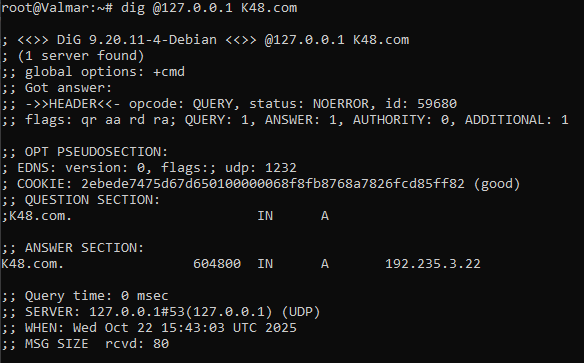 root@Valmar:~# dig @127.0.0.1 K48.com
; <<>> DiG 9.20.11-4-Debian <<>> @127.0.0.1 K48.com
; (1 server found)
;; global options: +cmd
;; Got answer:
;; ->>HEADER<<- opcode: QUERY, status: NOERROR, id: 59680
;; flags: qr aa rd ra; QUERY: 1, ANSWER: 1, AUTHORITY: 0, ADDITIONAL: 1
;; OPT PSEUDOSECTION:
; EDNS: version: 0, flags:; udp: 1232
; COOKIE: 2ebede7475d67d650100000068f8fb8768a7826fcd85ff82 (good)
;; QUESTION SECTION:
;K48.com. IN A
;; ANSWER SECTION:
K48.com. 604800 IN A 192.235.3.22
;; Query time: 0 msec
;; SERVER: 127.0.0.1#53(127.0.0.1) (UDP)
;; WHEN: Wed Oct 22 15:43:03 UTC 2025
;; MSG SIZE rcvd: 80